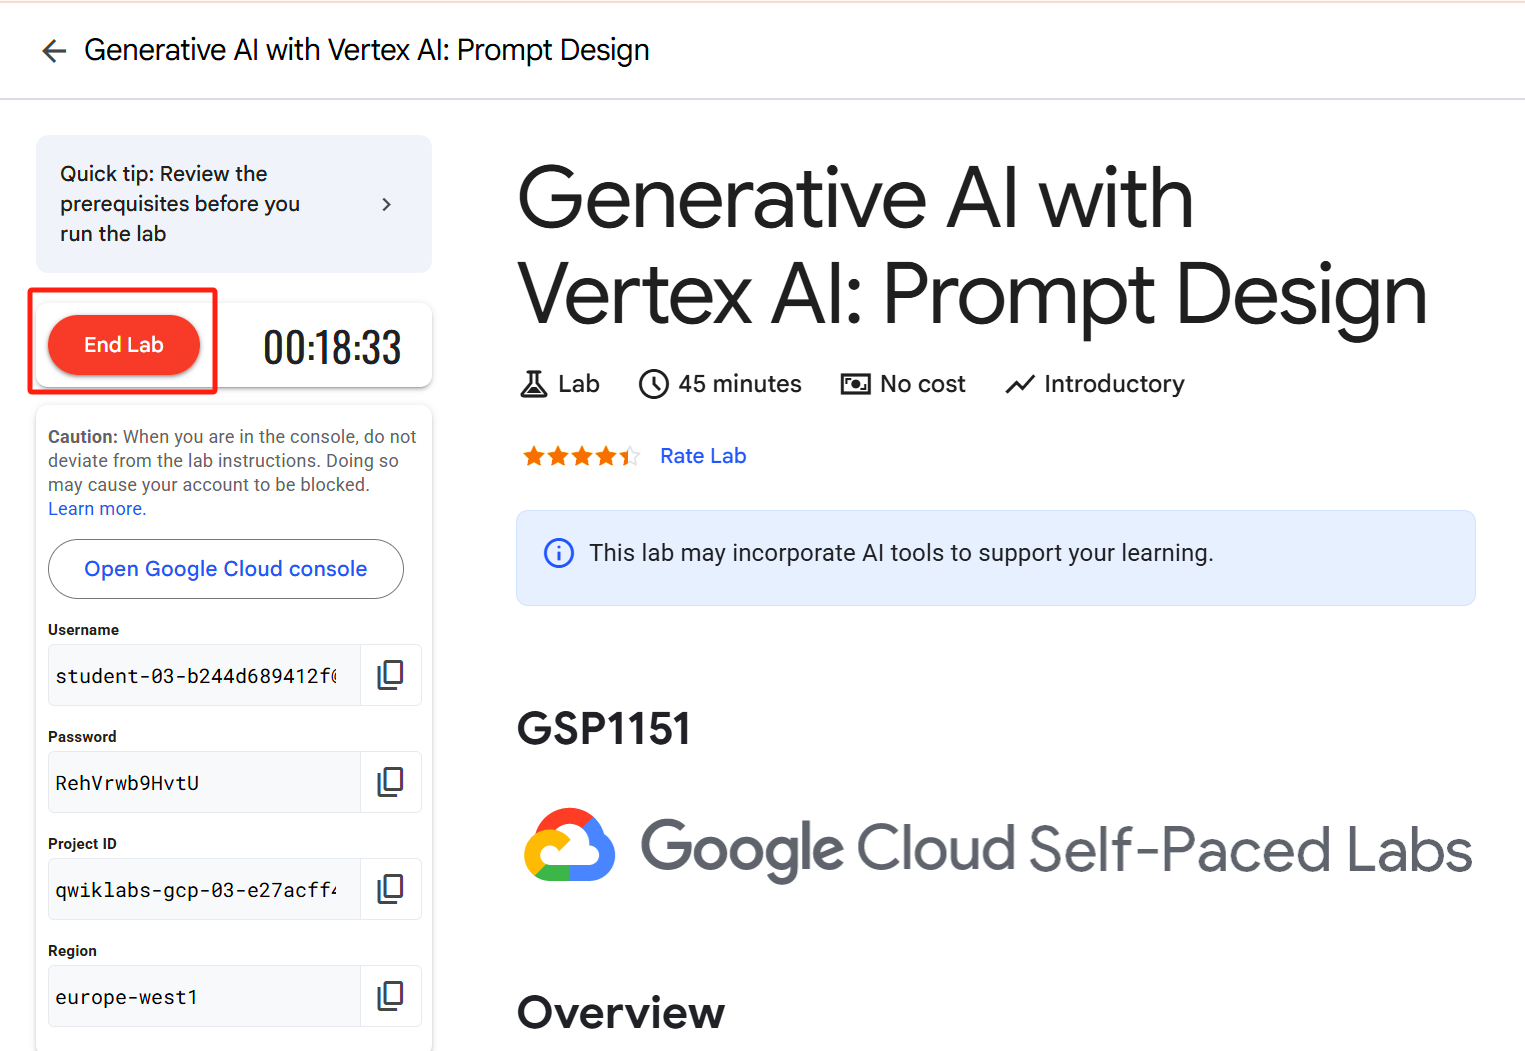 Generative AI with Vertex AI: Prompt Design
Quick tip: Review the
prerequisites before you
run the lab
End Lab
00:18:33
Caution: When you are in the console, do not
deviate from the lab instructions. Doing so
may cause your account to be blocked.
Learn more.
Open Google Cloud console
Username
student-03-b244d689412f@
Password
RehVrwb9HvtU
Project ID
qwiklabs-gcp-03-e27acff4
Region
europe-west1
Generative AI with
Vertex AI: Prompt Design
Lab
45 minutes
No cost
Introductory
Rate Lab
This lab may incorporate AI tools to support your learning.
GSP1151
Google Cloud Self-Paced Labs
Overview